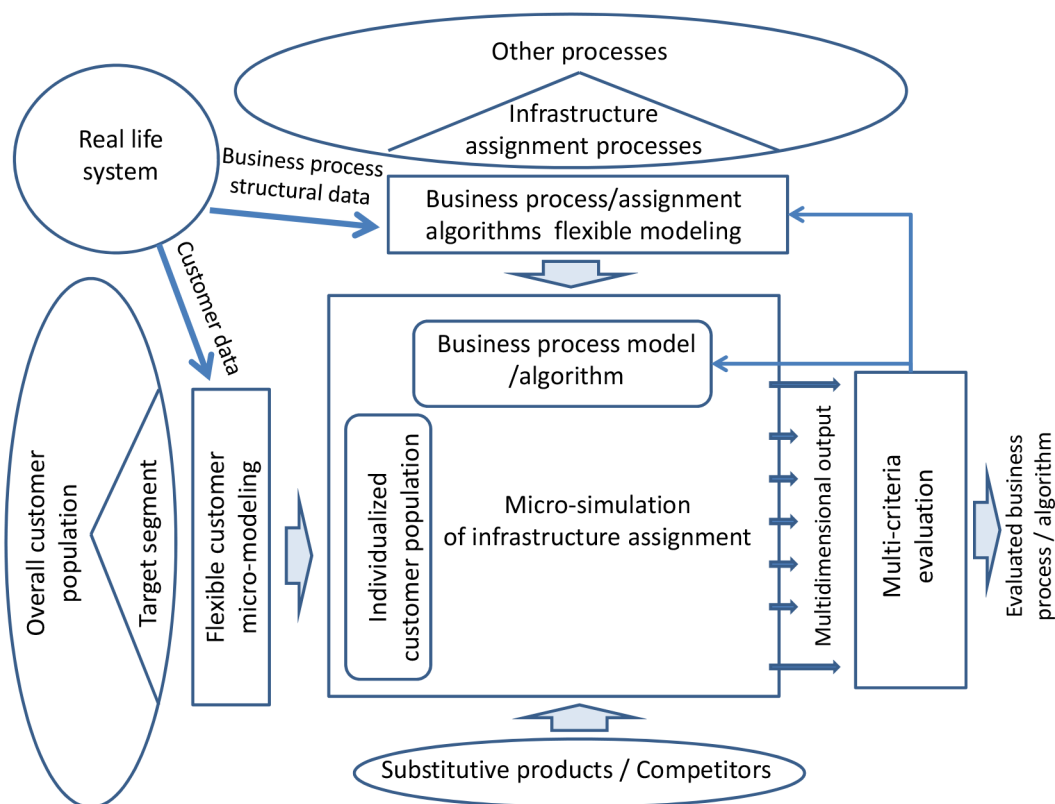 Other processes
Infrastructure
assignment processes
Real life
system
Business process
structural data
Business process/assignment
algorithms flexible modeling
Customer data
Business process model
/algorithm
Overall customer
population
Target segment
Flexible customer
micro-modeling
Individualized
customer population
Micro-simulation
of infrastructure assignment
Multidimensional output
Multi-criteria
evaluation
Evaluated business
process / algorithm
Substitutive products / Competitors